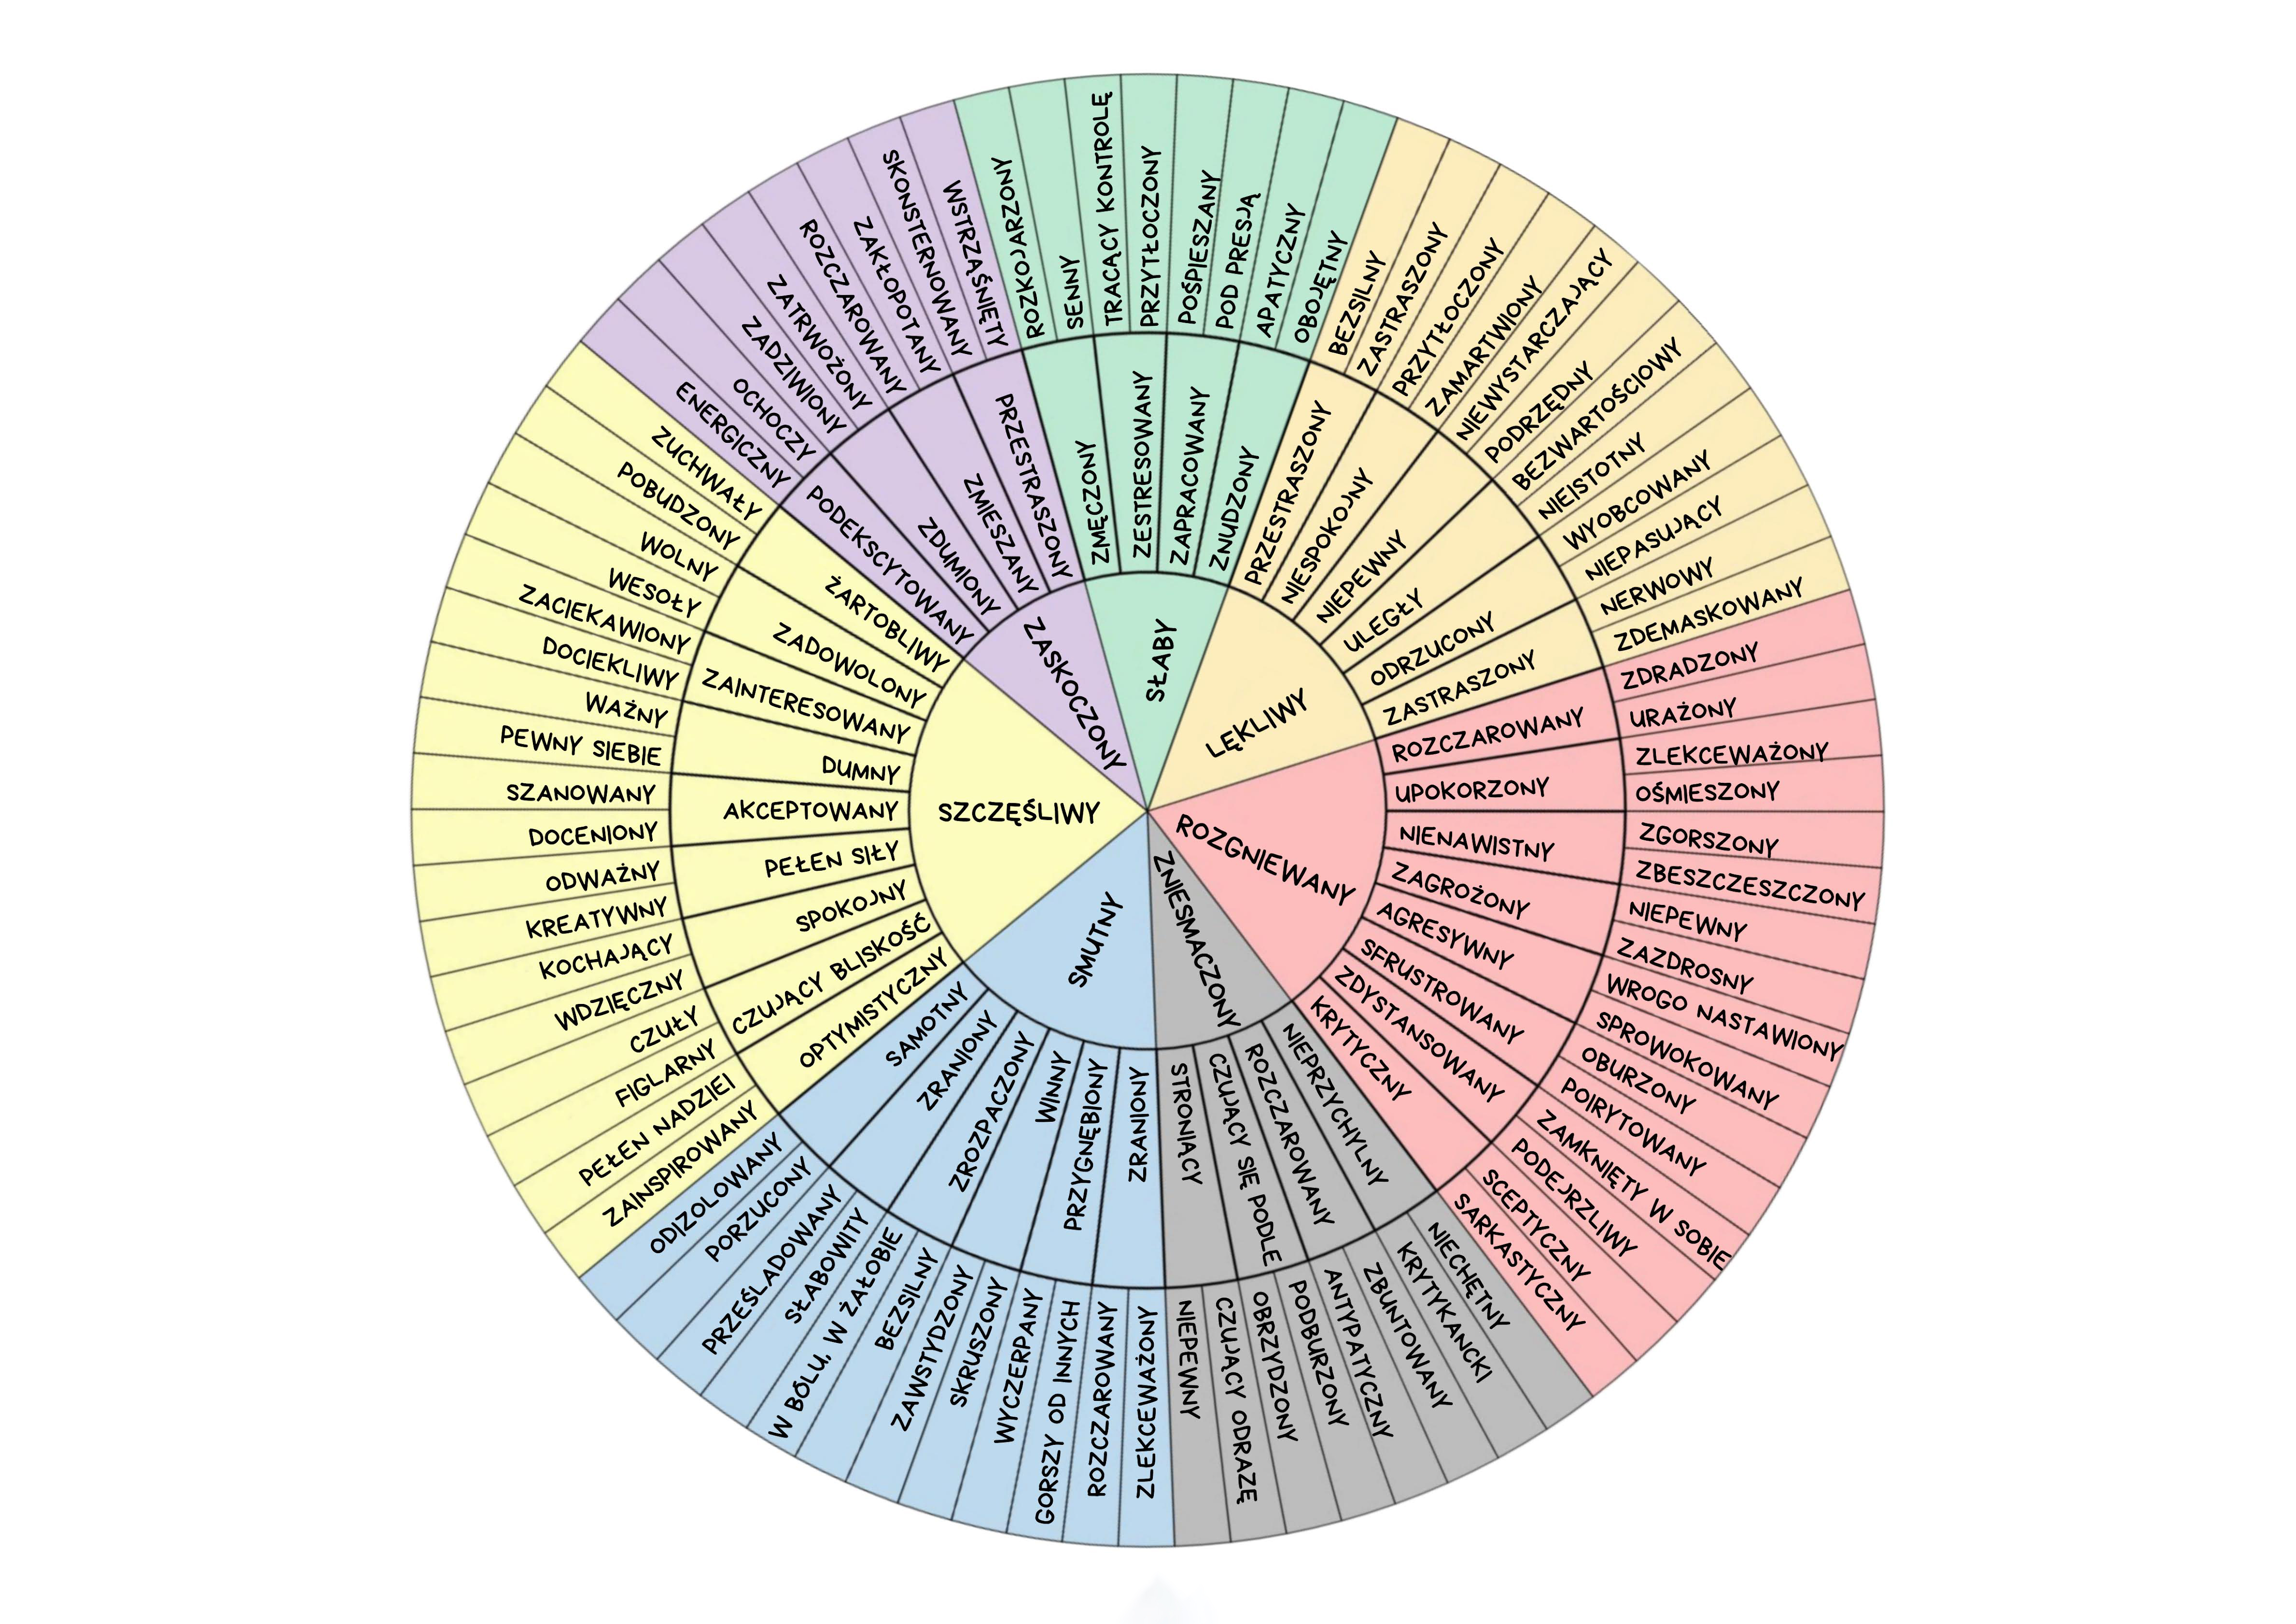 SŁABY
ZMĘCZONY
ROZKOJARZONY
SENNY
ZESTRESOWANY
TRACĄCY KONTROLĘ
PRZYTŁOCZONY
ZAPRACOWANY
POŚPIESZANY
POD PRESJĄ
ZNUDZONY
APATYCZNY
OBOJĘTNY
LĘKLIWY
PRZESTRASZONY
BEZSILNY
ZASTRASZONY
NIESPOKOJNY
PRZYTŁOCZONY
ZAMARTWIONY
NIEPEWNY
NIEWYSTARCZAJĄCY
PODRZĘDNY
ULEGŁY
BEZWARTOŚCIOWY
NIEISTOTNY
ODRZUCONY
WYOBCOWANY
NIEPASUJĄCY
ZASTRASZONY
NERWOWY
ZDEMASKOWANY
ROZGNIEWANY
ROZCZAROWANY
ZDRADZONY
URAŻONY
UPOKORZONY
ZLEKCEWAŻONY
OŚMIESZONY
NIENAWISTNY
ZGORSZONY
ZBESZCZESZCZONY
ZAGROŻONY
NIEPEWNY
ZAZDROSNY
AGRESYWNY
WROGO NASTAWIONY
SPROWOKOWANY
SFRUSTROWANY
OBURZONY
POIRYTOWANY
ZDYSTANSOWANY
ZAMKNIĘTY W SOBIE
PODEJRZLIWY
KRYTYCZNY
SCEPTYCZNY
SARKASTYCZNY
ZNIESMACZONY
NIEPRZYCHYLNY
NIECHĘTNY
KRYTYKANCKI
ROZCZAROWANY
ZBUNTOWANY
ANTYPATYCZNY
CZUJĄCY SIĘ PODLE
PODBURZONY
OBRZYDZONY
STRONIĄCY
CZUJĄCY ODRAZĘ
NIEPEWNY
SMUTNY
ZRANIONY
ZLEKCEWAŻONY
ROZCZAROWANY
PRZYGNĘBIONY
GORSZY OD INNYCH
WYCZERPANY
WINNY
SKRUSZONY
ZAWSTYDZONY
ZROZPACZONY
BEZSILNY
W BÓLU, W ŻAŁOBIE
ZRANIONY
SŁABOWITY
PRZEŚLADOWANY
SAMOTNY
PORZUCONY
ODIZOLOWANY
SZCZĘŚLIWY
OPTYMISTYCZNY
ZAINSPIROWANY
PEŁEN NADZIEI
CZUJĄCY BLISKOŚĆ
FIGLARNY
CZUŁY
SPOKOJNY
WDZIĘCZNY
KOCHAJĄCY
PEŁEN SIŁY
KREATYWNY
ODWAŻNY
AKCEPTOWANY
DOCENIONY
SZANOWANY
DUMNY
PEWNY SIEBIE
WAŻNY
ZAINTERESOWANY
DOCIEKLIWY
ZACIEKAWIONY
ZADOWOLONY
WESOŁY
WOLNY
ŻARTOBLIWY
POBUDZONY
ZUCHWAŁY
ZASKOCZONY
PODEKSCYTOWANY
ENERGICZNY
OCHOCZY
ZDUMIONY
ZADZIWIONY
ZATRWOŻONY
ZMIESZANY
ROZCZAROWANY
ZAKŁOPOTANY
PRZESTRASZONY
SKONSTERNOWANY
WSTRZĄŚNIĘTY